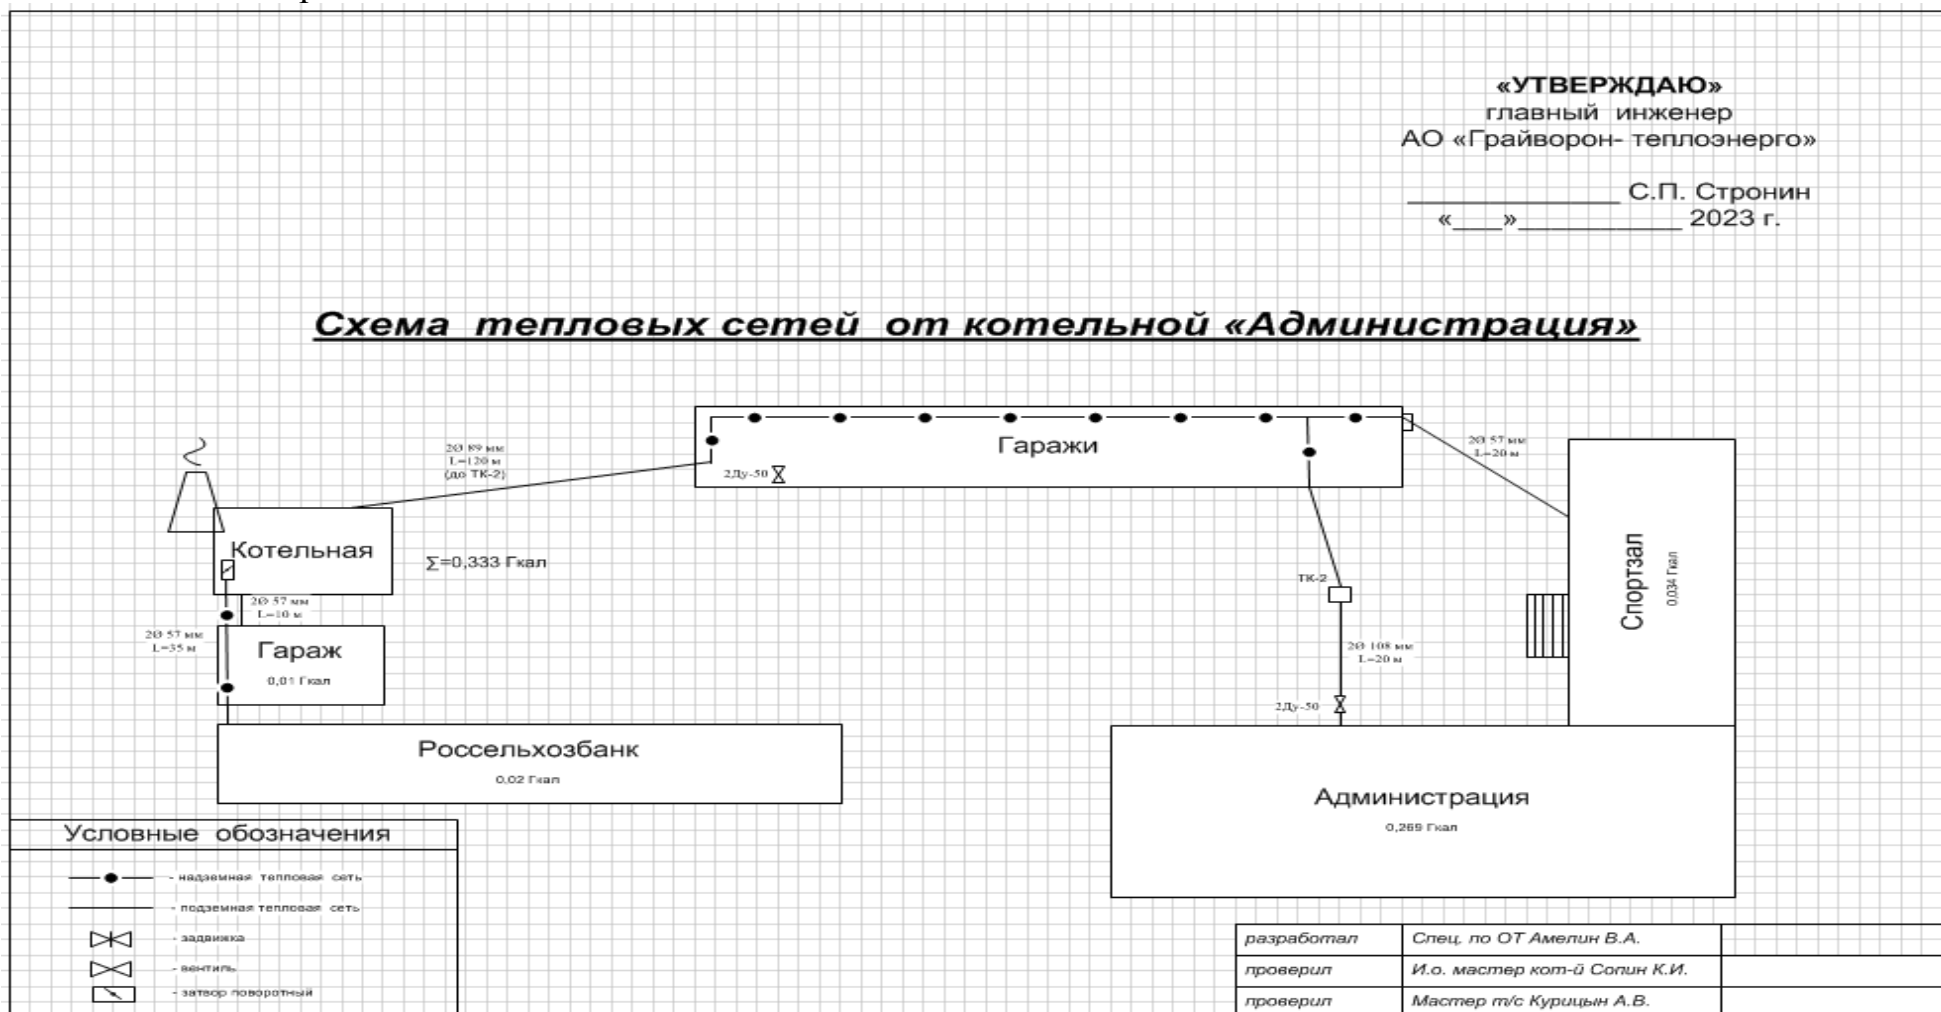 «УТВЕРЖДАЮ»
главный инженер
АО «Грайворон- теплоэнерго»
_______________ С.П. Стронин
«___»____________ 2023 г.
Схема тепловых сетей от котельной «Администрация»
2Ø 89 мм
L=120 м
(до ТК-2)
Гаражи
2Ду-50
2Ø 57 мм
L=20 м
Котельная
∑=0,333 Гкал
2Ø 57 мм
L=10 м
2Ø 57 мм
L=35 м
Гараж
0,01 Гкал
Россельхозбанк
0,02 Гкал
ТК-2
2Ø 108 мм
L=20 м
2Ду-50
Спортзал
0,034 Гкал
Администрация
0,269 Гкал
Условные обозначения
- надземная тепловая сеть
- подземная тепловая сеть
- задвижка
- вентиль
- затвор поворотный
разработал Спец. по ОТ Амелин В.А.
проверил И.о. мастер кот-й Сопин К.И.
проверил Мастер т/с Курицын А.В.